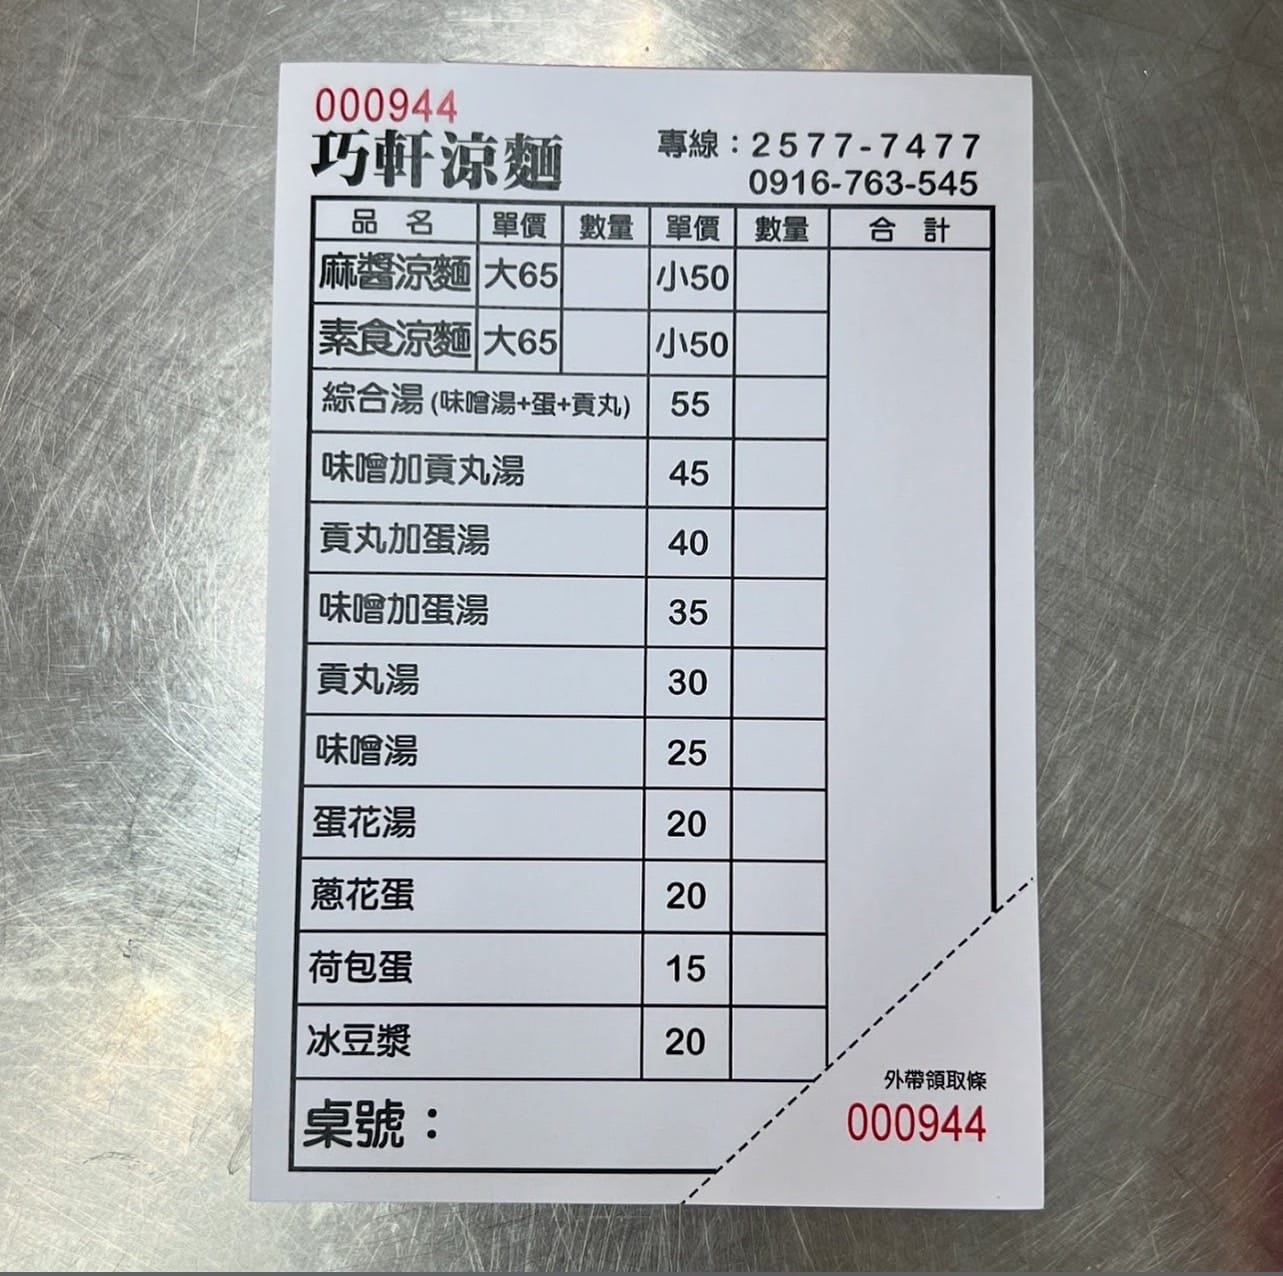 000944
巧軒涼麵 專線：2577-7477
0916-763-545
品名 單價 數量 單價 數量 合計
麻醬涼麵 大65 小50
素食涼麵 大65 小50
綜合湯(味噌湯+蛋+貢丸) 55
味噌加貢丸湯 45
貢丸加蛋湯 40
味噌加蛋湯 35
貢丸湯 30
味噌湯 25
蛋花湯 20
蔥花蛋 20
荷包蛋 15
冰豆漿 20
桌號：
外帶領取條
000944